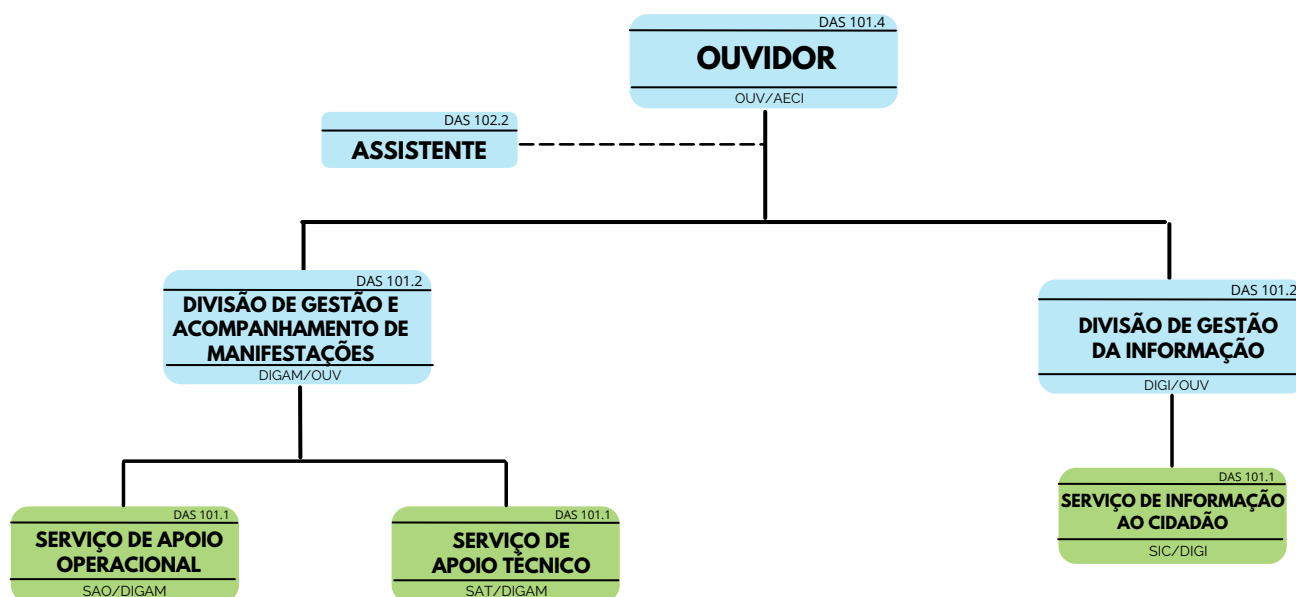 DAS 101.4
OUVIDOR
OUV/AECI
DAS 102.2
ASSISTENTE
DAS 101.2
DIVISÃO DE GESTÃO E
ACOMPANHAMENTO DE
MANIFESTAÇÕES
DIGAM/OUV
DAS 101.2
DIVISÃO DE GESTÃO
DA INFORMAÇÃO
DIGI/OUV
DAS 101.1
SERVIÇO DE APOIO
OPERACIONAL
SAO/DIGAM
DAS 101.1
SERVIÇO DE
APOIO TÉCNICO
SAT/DIGAM
DAS 101.1
SERVIÇO DE INFORMAÇÃO
AO CIDADÃO
SIC/DIGI